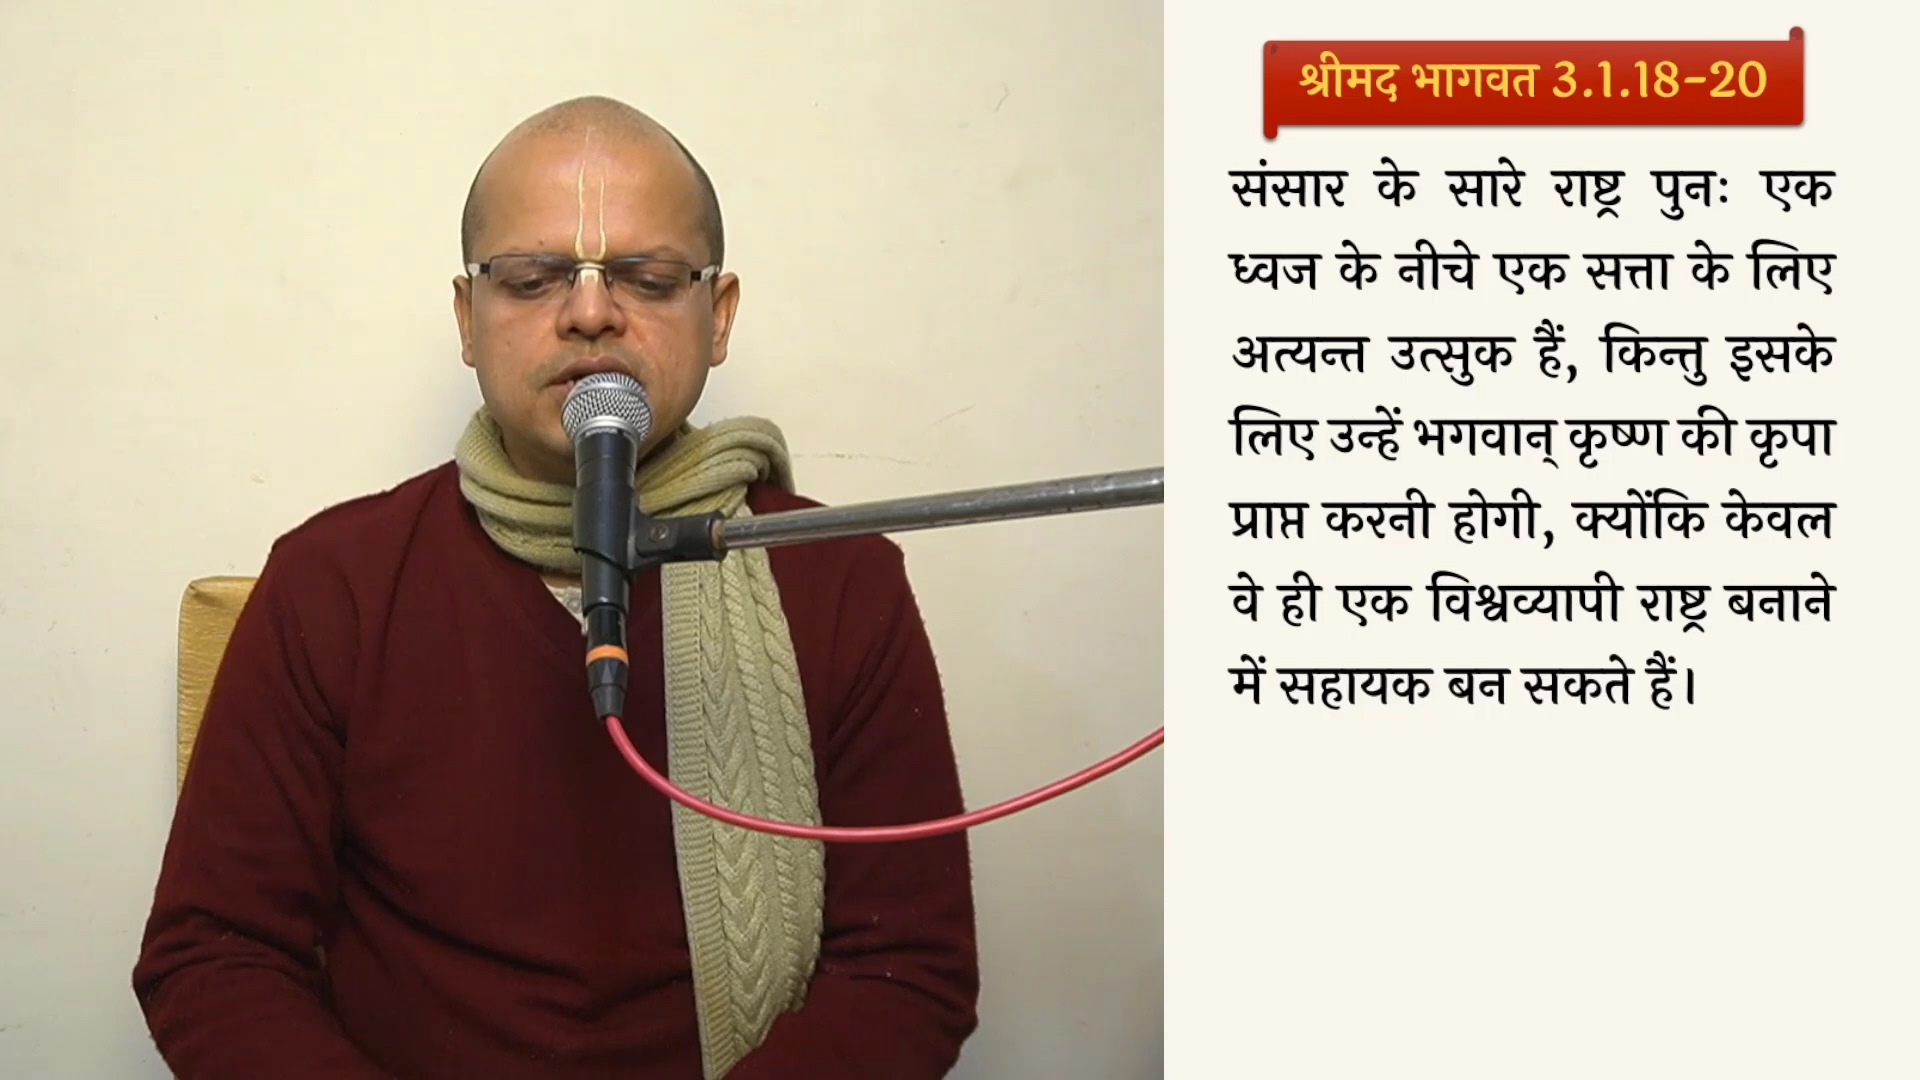 श्रीमद भागवत 3.1.18-20
संसार के सारे राष्ट्र पुनः एक
ध्वज के नीचे एक सत्ता के लिए
अत्यन्त उत्सुक हैं, किन्तु इसके
लिए उन्हें भगवान् कृष्ण की कृपा
प्राप्त करनी होगी, क्योंकि केवल
वे ही एक विश्वव्यापी राष्ट्र बनाने
में सहायक बन सकते हैं।